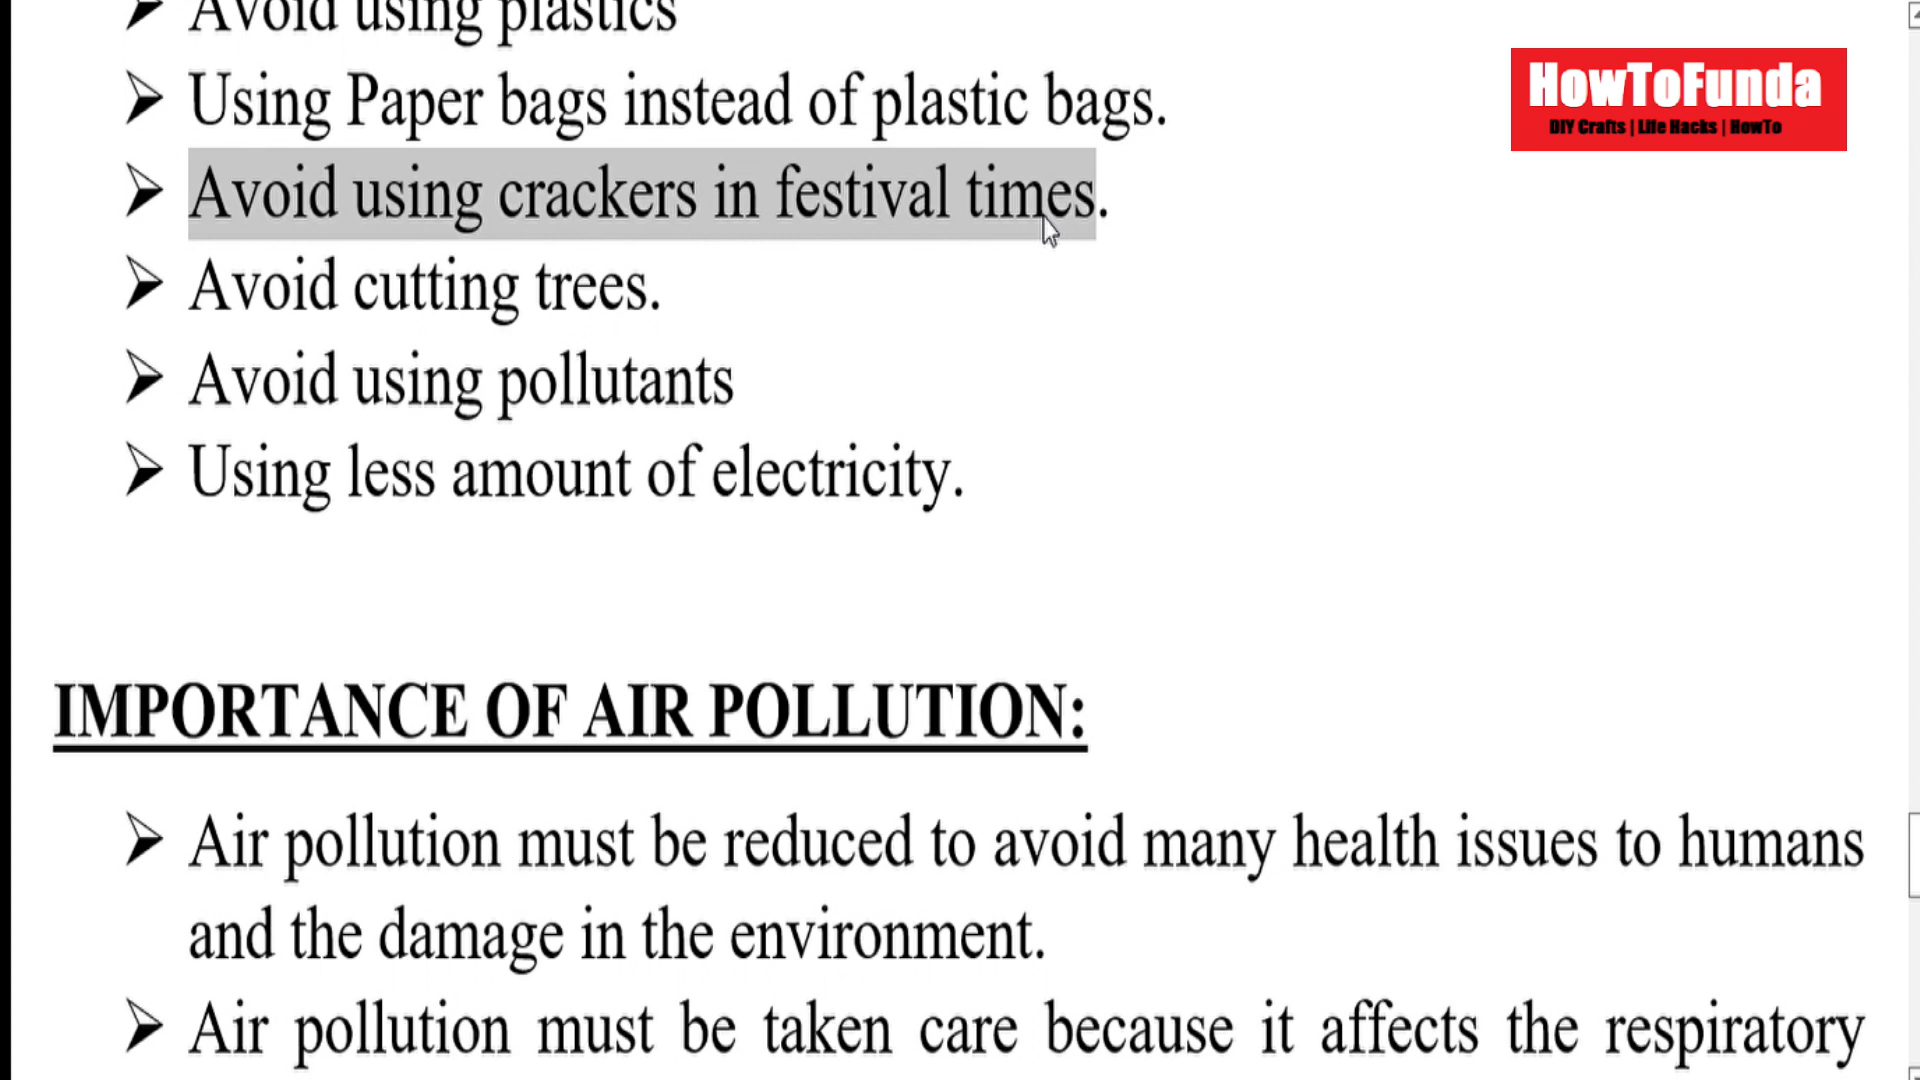 Avoid using plastics
Using Paper bags instead of plastic bags.
HowToFunda
DIY Crafts | Life Hacks | HowTo
Avoid using crackers in festival times.
Avoid cutting trees.
Avoid using pollutants
Using less amount of electricity.
IMPORTANCE OF AIR POLLUTION:
Air pollution must be reduced to avoid many health issues to humans
and the damage in the environment.
Air pollution must be taken care because it affects the respiratory